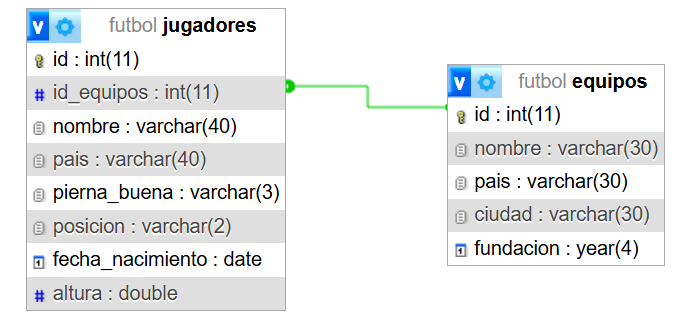 futbol jugadores
id : int(11)
id_equipos : int(11)
nombre : varchar(40)
pais : varchar(40)
pierna_buena : varchar(3)
posicion : varchar(2)
fecha_nacimiento : date
altura : double
futbol equipos
id : int(11)
nombre : varchar(30)
pais : varchar(30)
ciudad : varchar(30)
fundacion : year(4)